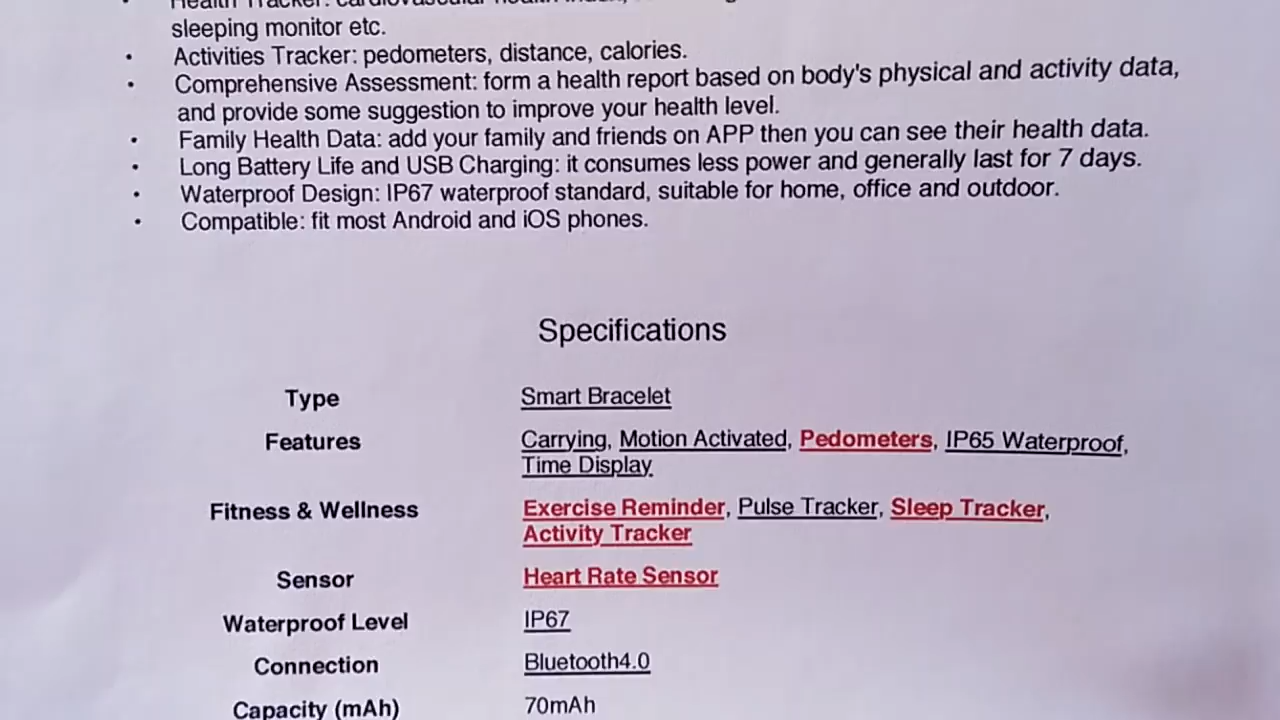 Health Tracker: cardiovascular health index,
sleeping monitor etc.
• Activities Tracker: pedometers, distance, calories.
• Comprehensive Assessment: form a health report based on body's physical and activity data,
and provide some suggestion to improve your health level.
• Family Health Data: add your family and friends on APP then you can see their health data.
• Long Battery Life and USB Charging: it consumes less power and generally last for 7 days.
• Waterproof Design: IP67 waterproof standard, suitable for home, office and outdoor.
• Compatible: fit most Android and iOS phones.
Specifications
Type Smart Bracelet
Features Carrying, Motion Activated, Pedometers, IP65 Waterproof,
Time Display
Fitness & Wellness Exercise Reminder, Pulse Tracker, Sleep Tracker,
Activity Tracker
Sensor Heart Rate Sensor
Waterproof Level IP67
Connection Bluetooth4.0
Capacity (mAh) 70mAh